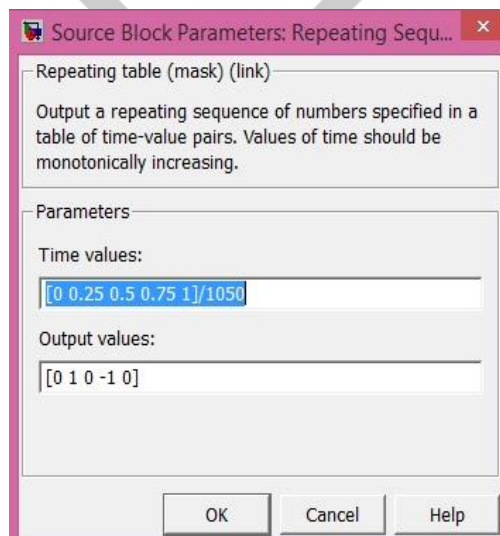 Source Block Parameters: Repeating Sequ...
Repeating table (mask) (link)
Output a repeating sequence of numbers specified in a
table of time-value pairs. Values of time should be
monotonically increasing.
Parameters
Time values:
[0 0.25 0.5 0.75 1]/1050
Output values:
[0 1 0 -1 0]
OK
Cancel
Help